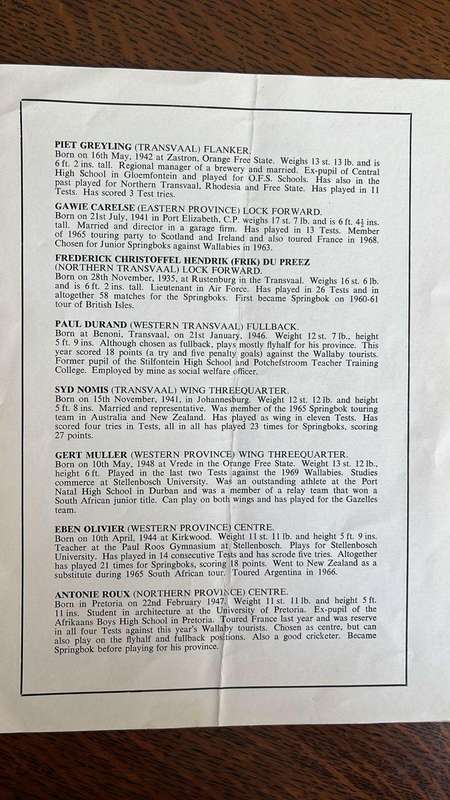 PIET GREYLING (TRANSVAAL) FLANKER.
Born on 16th May, 1942 at Zastron, Orange Free State. Weighs 13 st. 13 lb. and is
6 ft. 2 ins. tall. Regional manager of a brewery and married. Ex-pupil of Central
High School in Gloemfontein and played for O.F.S. Schools. Has also in the
past played for Northern Transvaal, Rhodesia and Free State. Has played in 11
Tests. Has scored 3 Test tries.
GAWIE CARELSE (EASTERN PROVINCE) LOCK FORWARD.
Born on 21st July, 1941 in Port Elizabeth, C.P. weighs 17 st. 7 lb. and is 6 ft. 4½ ins.
tall. Married and director in a garage firm. Has played in 13 Tests. Member
of 1965 touring party to Scotland and Ireland and also toured France in 1968.
Chosen for Junior Springboks against Wallabies in 1963.
FREDERICK CHRISTOFFEL HENDRIK (FRIK) DU PREEZ
(NORTHERN TRANSVAAL) LOCK FORWARD.
Born on 28th November, 1935, at Rustenburg in the Transvaal. Weighs 16 st. 6 lb.
and is 6 ft. 2 ins. tall. Lieutenant in Air Force. Has played in 26 Tests and in
altogether 58 matches for the Springboks. First became Springbok on 1960-61
tour of British Isles.
PAUL DURAND (WESTERN TRANSVAAL) FULLBACK.
Born at Benoni, Transvaal, on 21st January, 1946. Weight 12 st. 7 lb., height
5 ft. 9 ins. Although chosen as fullback, plays mostly flyhalf for his province. This
year scored 18 points (a try and five penalty goals) against the Wallaby tourists.
Former pupil of the Stilfontein High School and Potchefstroom Teacher Training
College. Employed by mine as social welfare officer.
SYD NOMIS (TRANSVAAL) WING THREEQUARTER.
Born on 15th November, 1941, in Johannesburg. Weight 12 st. 12 lb. and height
5 ft. 8 ins. Married and representative. Was member of the 1965 Springbok touring
team in Australia and New Zealand. Has played as wing in eleven Tests. Has
scored four tries in Tests, all in all has played 23 times for Springboks, scoring
27 points.
GERT MULLER (WESTERN PROVINCE) WING THREEQUARTER.
Born on 10th May, 1948 at Vrede in the Orange Free State. Weight 13 st. 12 lb.,
height 6 ft. Played in the last two Tests against the 1969 Wallabies. Studies
commerce at Stellenbosch University. Was an outstanding athlete at the Port
Natal High School in Durban and was a member of a relay team that won a
South African junior title. Can play on both wings and has played for the Gazelles
team.
EBEN OLIVIER (WESTERN PROVINCE) CENTRE.
Born on 10th April, 1944 at Kirkwood. Weight 11 st. 11 lb. and height 5 ft. 9 ins.
Teacher at the Paul Roos Gymnasium at Stellenbosch. Plays for Stellenbosch
University. Has played in 14 consecutive Tests and has scrode five tries. Altogether
has played 21 times for Springboks, scoring 18 points. Went to New Zealand as a
substitute during 1965 South African tour. Toured Argentina in 1966.
ANTONIE ROUX (NORTHERN PROVINCE) CENTRE.
Born in Pretoria on 22nd February 1947. Weight 11 st. 11 lb. and height 5 ft.
11 ins. Student in architecture at the University of Pretoria. Ex-pupil of the
Afrikaans Boys High School in Pretoria. Toured France last year and was reserve
in all four Tests against this year's Wallaby tourists. Chosen as centre, but can
also play on the flyhalf and fullback positions. Also a good cricketer. Became
Springbok before playing for his province.